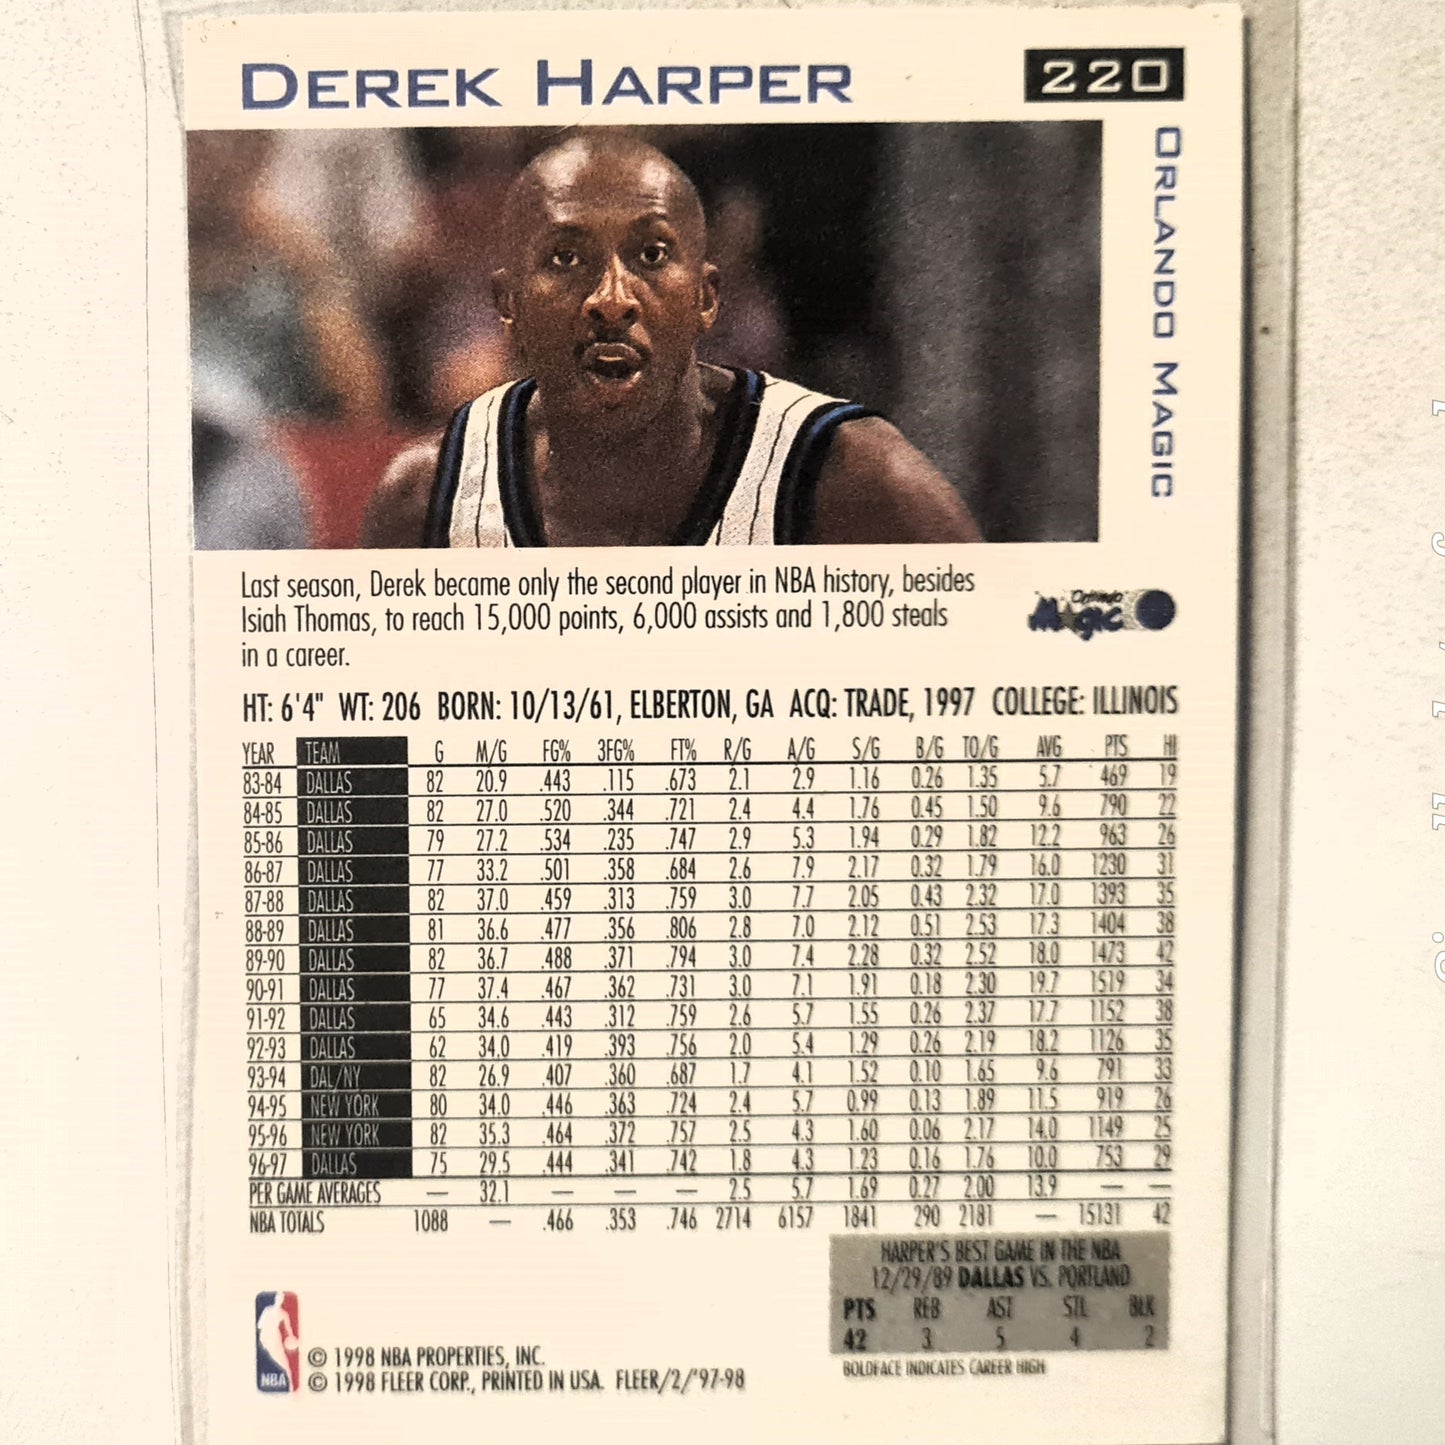 DEREK HARPER
220
ORLANDO MAGIC
Last season, Derek became only the second player in NBA history, besides
Isiah Thomas, to reach 15,000 points, 6,000 assists and 1,800 steals
in a career.
Orlando
MAGIC
HT: 6'4" WT: 206 BORN: 10/13/61, ELBERTON, GA ACQ: TRADE, 1997 COLLEGE: ILLINOIS
YEAR TEAM G M/G FG% 3FG% FT% R/G A/G S/G B/G TO/G AVG PTS HI
83-84 DALLAS 82 20.9 .443 .115 .673 2.1 2.9 1.16 0.26 1.35 5.7 469 19
84-85 DALLAS 82 27.0 .520 .344 .721 2.4 4.4 1.76 0.45 1.50 9.6 790 22
85-86 DALLAS 79 27.2 .534 .235 .747 2.9 5.3 1.94 0.29 1.82 12.2 963 26
86-87 DALLAS 77 33.2 .501 .358 .684 2.6 7.9 2.17 0.32 1.79 16.0 1230 31
87-88 DALLAS 82 37.0 .459 .313 .759 3.0 7.7 2.05 0.43 2.32 17.0 1393 35
88-89 DALLAS 81 36.6 .477 .356 .806 2.8 7.0 2.12 0.51 2.53 17.3 1404 38
89-90 DALLAS 82 36.7 .488 .371 .794 3.0 7.4 2.28 0.32 2.52 18.0 1473 42
90-91 DALLAS 77 37.4 .467 .362 .731 3.0 7.1 1.91 0.18 2.30 19.7 1519 34
91-92 DALLAS 65 34.6 .443 .312 .759 2.6 5.7 1.55 0.26 2.37 17.7 1152 38
92-93 DALLAS 62 34.0 .419 .393 .756 2.0 5.4 1.29 0.26 2.19 18.2 1126 35
93-94 DAL/NY 82 26.9 .407 .360 .687 1.7 4.1 1.52 0.10 1.65 9.6 791 33
94-95 NEW YORK 80 34.0 .446 .363 .724 2.4 5.7 0.99 0.13 1.89 11.5 919 26
95-96 NEW YORK 82 35.3 .464 .372 .757 2.5 4.3 1.60 0.06 2.17 14.0 1149 25
96-97 DALLAS 75 29.5 .444 .341 .742 1.8 4.3 1.23 0.16 1.76 10.0 753 29
PER GAME AVERAGES — 32.1 — — — 2.5 5.7 1.69 0.27 2.00 13.9 — —
NBA TOTALS 1088 — .466 .353 .746 2714 6157 1841 290 2181 — 15131 42
HARPER'S BEST GAME IN THE NBA
12/29/89 DALLAS VS. PORTLAND
PTS REB AST STL BLK
42 3 5 4 2
BOLDFACE INDICATES CAREER HIGH
NBA
© 1998 NBA PROPERTIES, INC.
© 1998 FLEER CORP., PRINTED IN USA. FLEER/2/'97-98